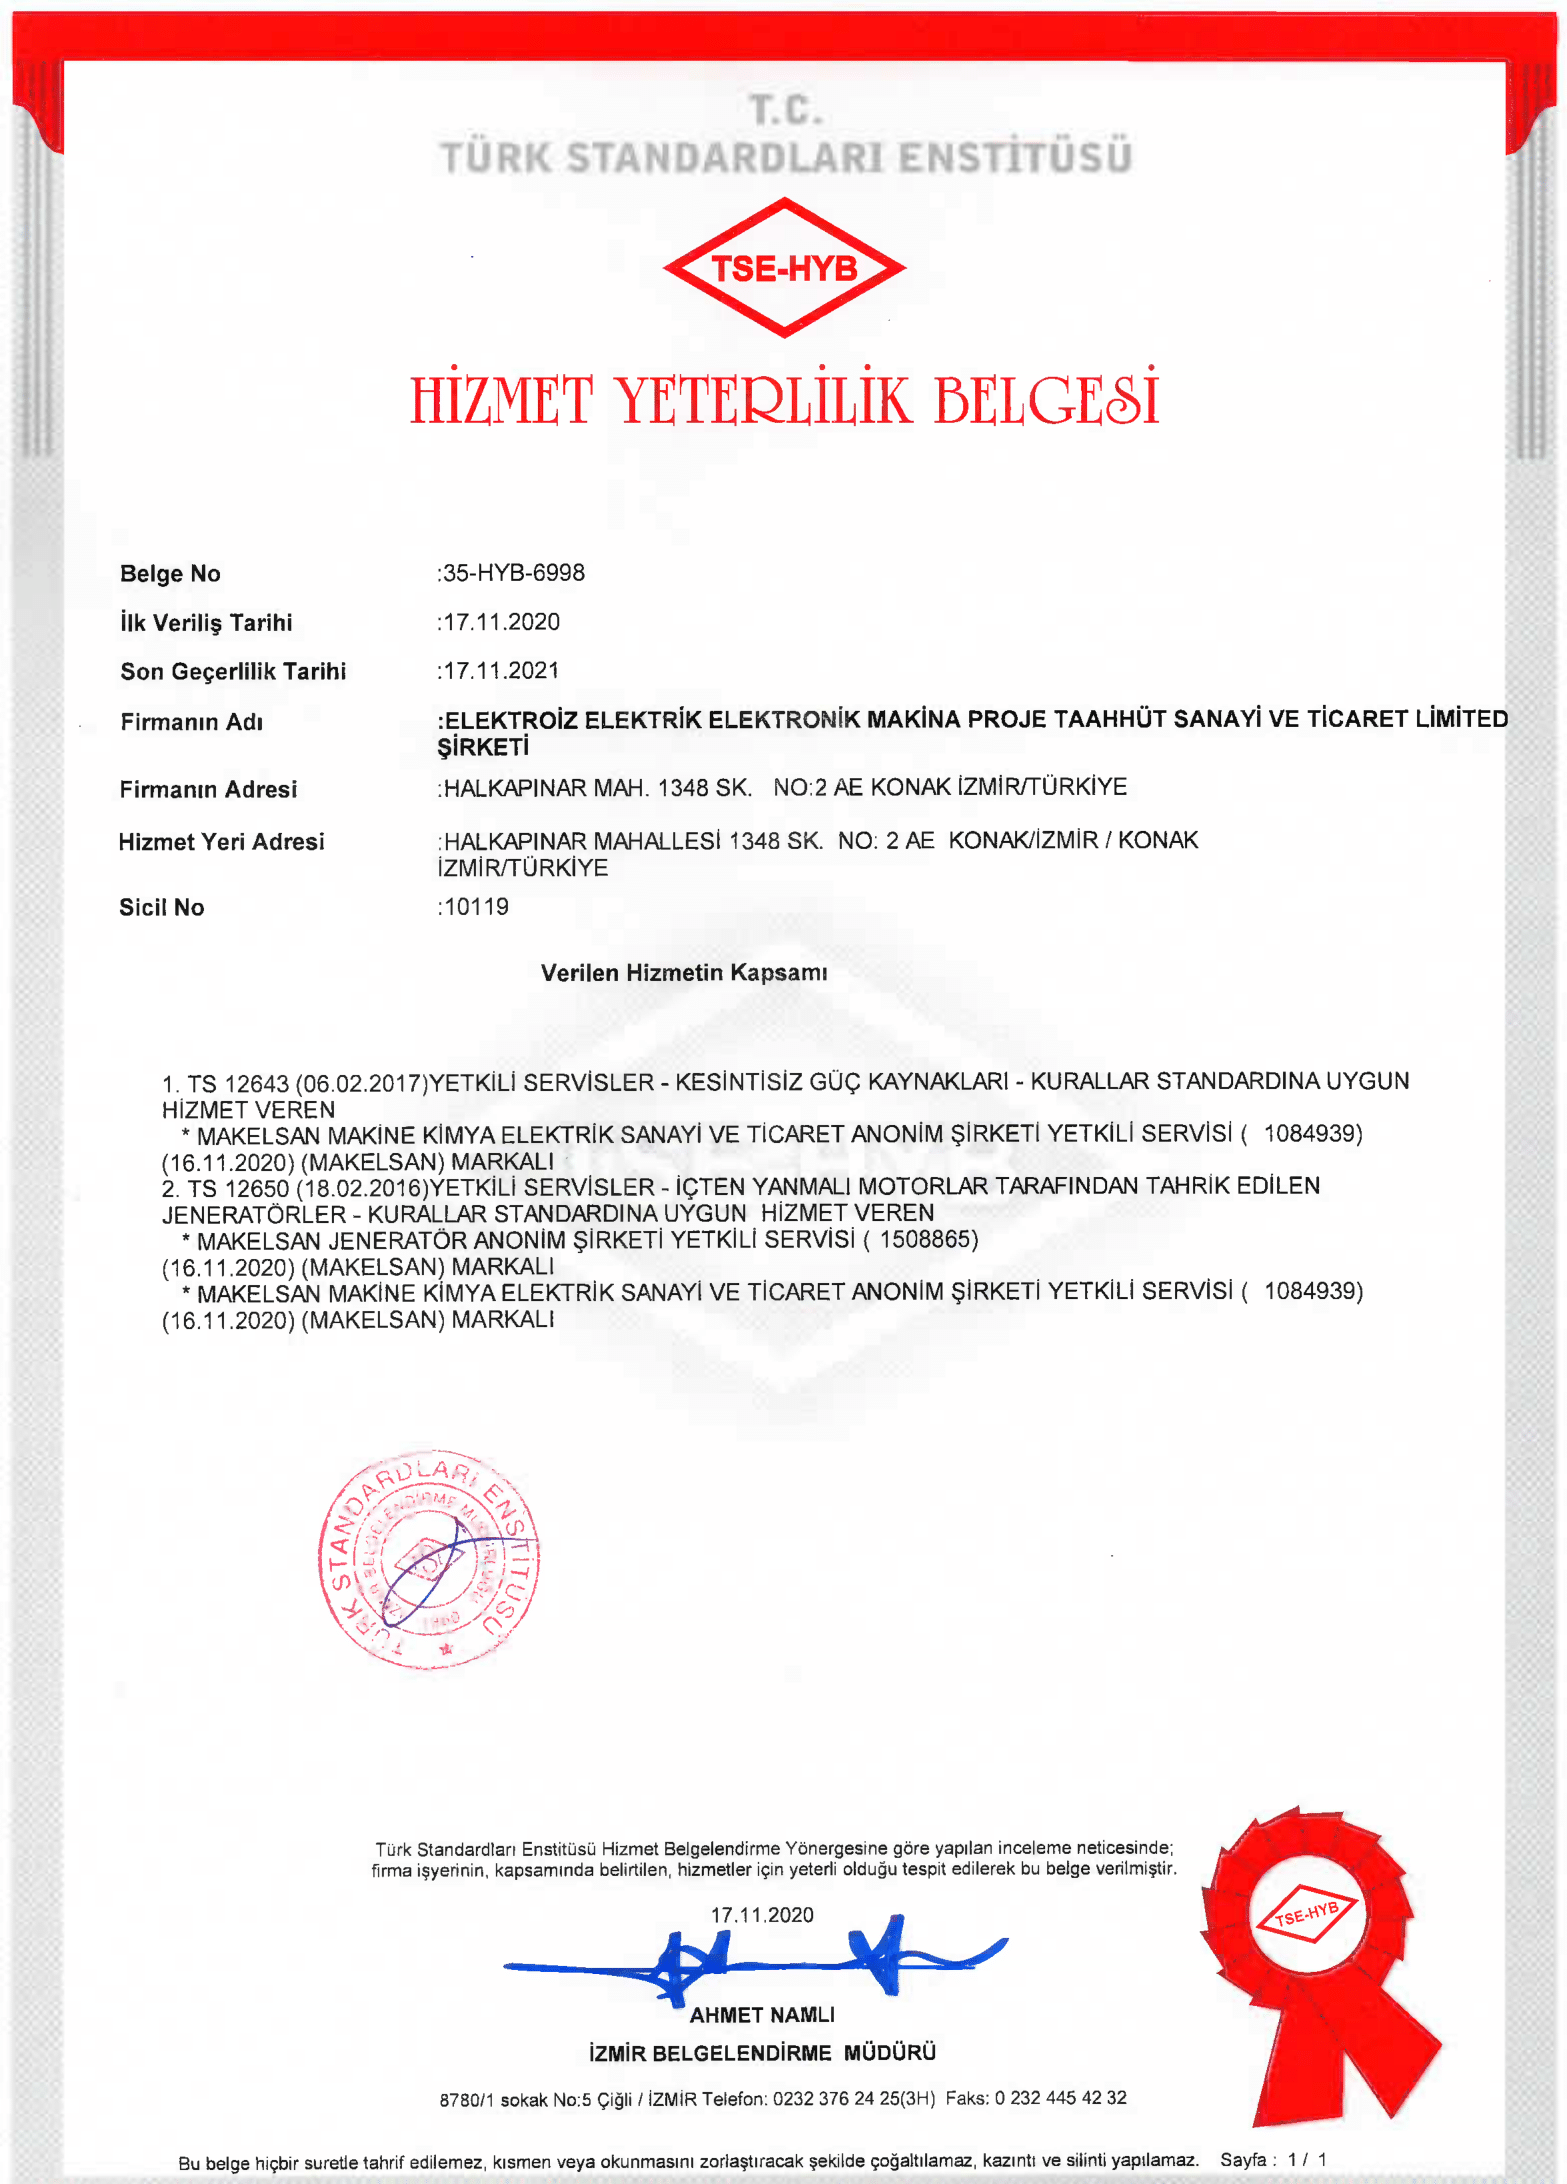 T.C.
TÜRK STANDARDLARI ENSTİTÜSÜ
TSE-HYB
HİZMET YETERLİLİK BELGESİ
Belge No :35-HYB-6998
İlk Veriliş Tarihi :17.11.2020
Son Geçerlilik Tarihi :17.11.2021
Firmanın Adı :ELEKTROİZ ELEKTRİK ELEKTRONİK MAKİNA PROJE TAAHHÜT SANAYİ VE TİCARET LİMİTED
ŞİRKETİ
Firmanın Adresi :HALKAPINAR MAH. 1348 SK. NO:2 AE KONAK İZMİR/TÜRKİYE
Hizmet Yeri Adresi :HALKAPINAR MAHALLESİ 1348 SK. NO: 2 AE KONAK/İZMİR / KONAK
İZMİR/TÜRKİYE
Sicil No :10119
Verilen Hizmetin Kapsamı
1. TS 12643 (06.02.2017)YETKİLİ SERVİSLER - KESİNTİSİZ GÜÇ KAYNAKLARI - KURALLAR STANDARDINA UYGUN
HİZMET VEREN
* MAKELSAN MAKİNE KİMYA ELEKTRİK SANAYİ VE TİCARET ANONİM ŞİRKETİ YETKİLİ SERVİSİ ( 1084939)
(16.11.2020) (MAKELSAN) MARKALI
2. TS 12650 (18.02.2016)YETKİLİ SERVİSLER - İÇTEN YANMALI MOTORLAR TARAFINDAN TAHRİK EDİLEN
JENERATÖRLER - KURALLAR STANDARDINA UYGUN HİZMET VEREN
* MAKELSAN JENERATÖR ANONİM ŞİRKETİ YETKİLİ SERVİSİ ( 1508865)
(16.11.2020) (MAKELSAN) MARKALI
* MAKELSAN MAKİNE KİMYA ELEKTRİK SANAYİ VE TİCARET ANONİM ŞİRKETİ YETKİLİ SERVİSİ ( 1084939)
(16.11.2020) (MAKELSAN) MARKALI
TSE-HYB
TÜRK STANDARDLARI ENSTİTÜSÜ
İZMİR BELGELENDİRME MÜDÜRLÜĞÜ
1960
Türk Standardları Enstitüsü Hizmet Belgelendirme Yönergesine göre yapılan inceleme neticesinde;
firma işyerinin, kapsamında belirtilen, hizmetler için yeterli olduğu tespit edilerek bu belge verilmiştir.
17.11.2020
TSE-HYB
AHMET NAMLI
İZMİR BELGELENDİRME MÜDÜRÜ
8780/1 sokak No:5 Çiğli / İZMİR Telefon: 0232 376 24 25(3H) Faks: 0 232 445 42 32
Bu belge hiçbir suretle tahrif edilemez, kısmen veya okunmasını zorlaştıracak şekilde çoğaltılamaz, kazıntı ve silinti yapılamaz. Sayfa : 1 / 1